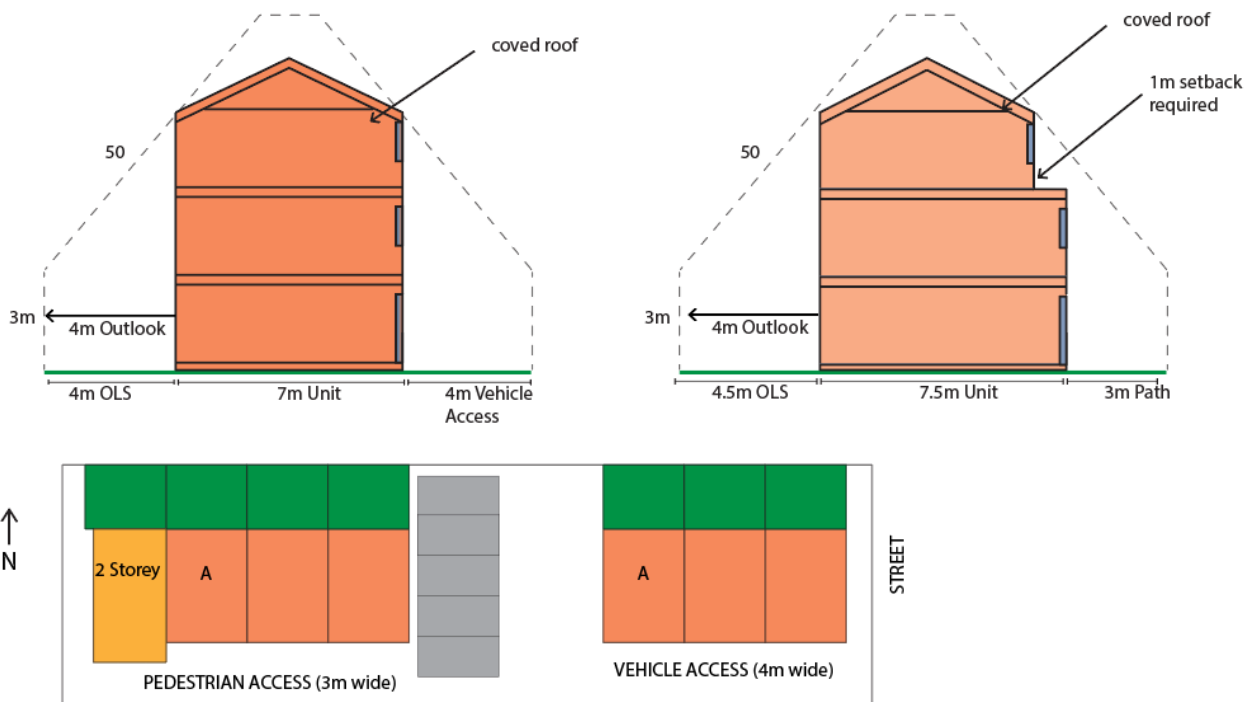 coved roof
50
3m
4m Outlook
4m OLS
7m Unit
4m Vehicle
Access
coved roof
1m setback
required
50
3m
4m Outlook
4.5m OLS
7.5m Unit
3m Path
N
2 Storey
A
A
STREET
PEDESTRIAN ACCESS (3m wide)
VEHICLE ACCESS (4m wide)